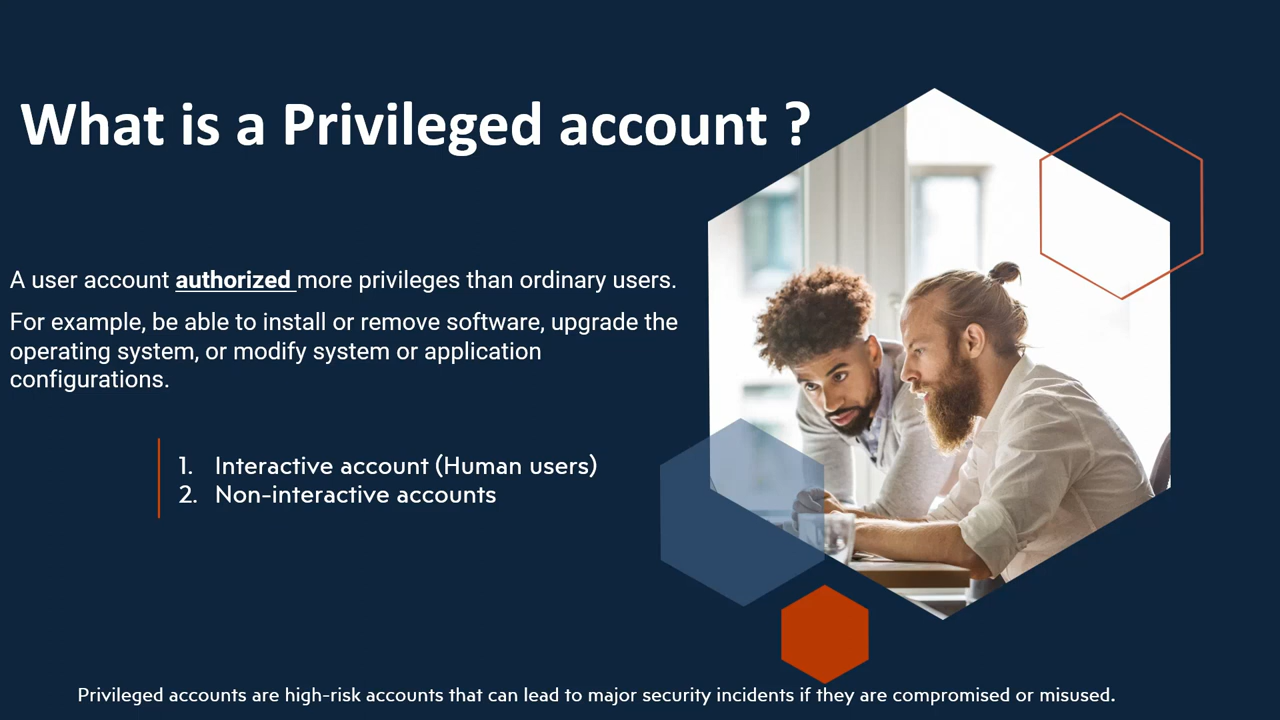 What is a Privileged account ?
A user account authorized more privileges than ordinary users.
For example, be able to install or remove software, upgrade the
operating system, or modify system or application
configurations.
1. Interactive account (Human users)
2. Non-interactive accounts
Privileged accounts are high-risk accounts that can lead to major security incidents if they are compromised or misused.